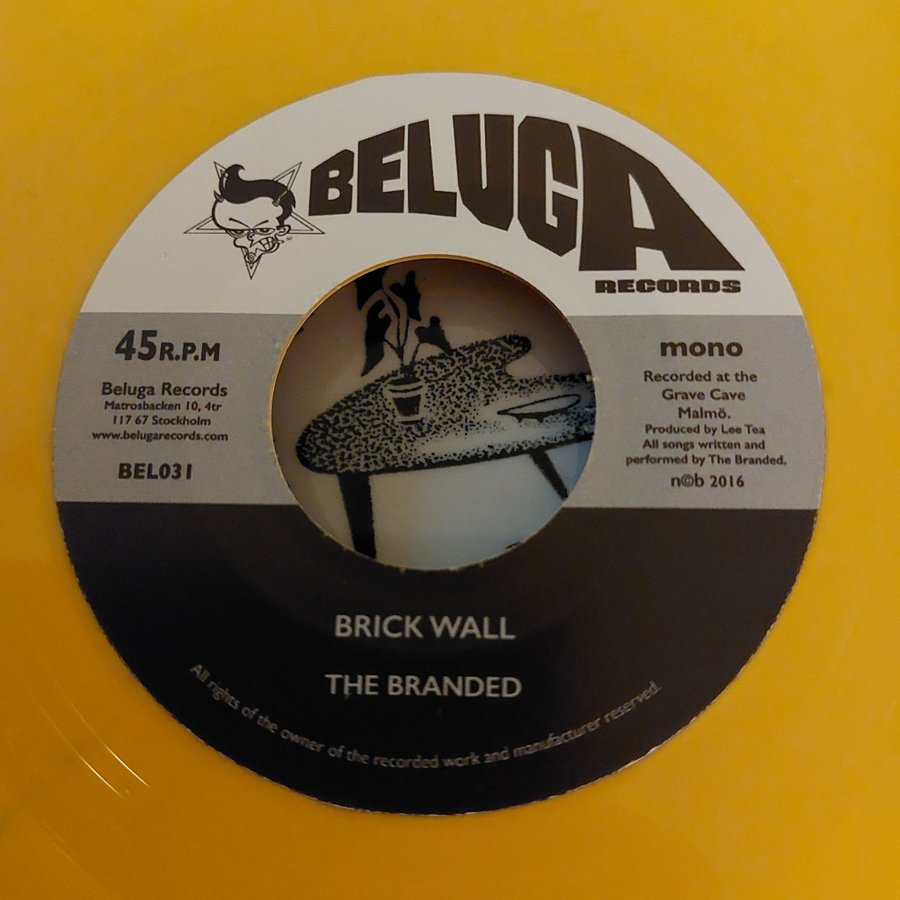 BELUGA
RECORDS
45R.P.M
Beluga Records
Matrosbacken 10, 4tr
117 67 Stockholm
www.belugarecords.com
BEL031
mono
Recorded at the
Grave Cave
Malmö.
Produced by Lee Tea
All songs written and
performed by The Branded.
n©b 2016
BRICK WALL
THE BRANDED
All rights of the owner of the recorded work and manufacturer reserved.